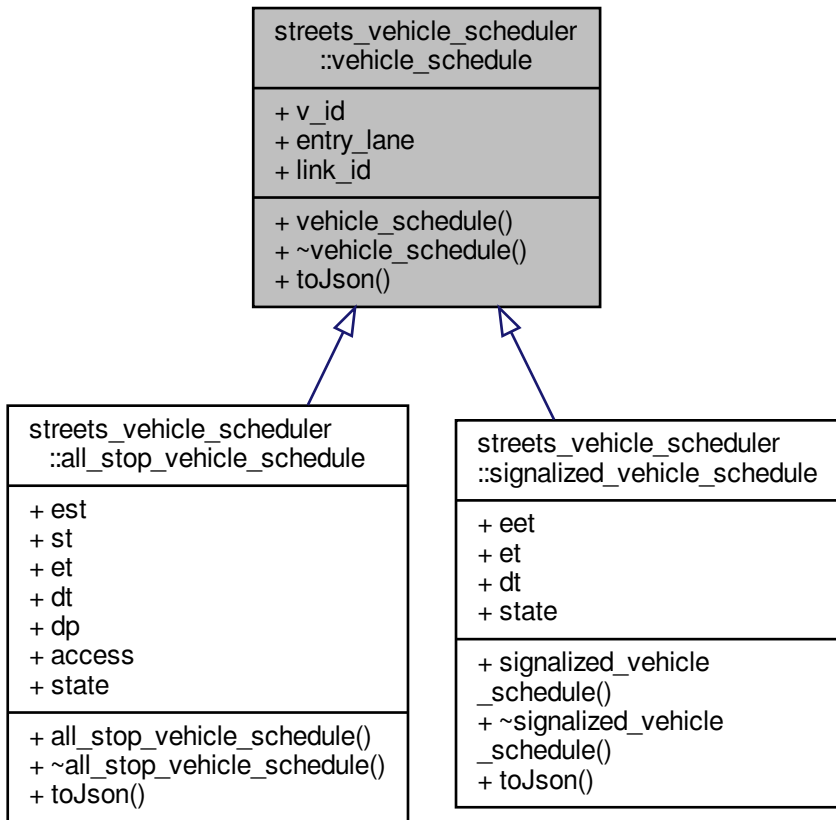 streets_vehicle_scheduler
::vehicle_schedule
+ v_id
+ entry_lane
+ link_id
+ vehicle_schedule()
+ ~vehicle_schedule()
+ toJson()
streets_vehicle_scheduler
::all_stop_vehicle_schedule
+ est
+ st
+ et
+ dt
+ dp
+ access
+ state
+ all_stop_vehicle_schedule()
+ ~all_stop_vehicle_schedule()
+ toJson()
streets_vehicle_scheduler
::signalized_vehicle_schedule
+ eet
+ et
+ dt
+ state
+ signalized_vehicle
_schedule()
+ ~signalized_vehicle
_schedule()
+ toJson()